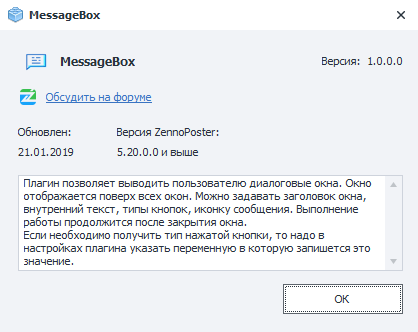 MessageBox
MessageBox
Версия: 1.0.0.0
Обсудить на форуме
Обновлен:
Версия ZennoPoster:
21.01.2019
5.20.0.0 и выше
Плагин позволяет выводить пользователю диалоговые окна. Окно
отображается поверх всех окон. Можно задавать заголовок окна,
внутренний текст, типы кнопок, иконку сообщения. Выполнение
работы продолжится после закрытия окна.
Если необходимо получить тип нажатой кнопки, то надо в
настройках плагина указать переменную в которую запишется это
значение.
OK